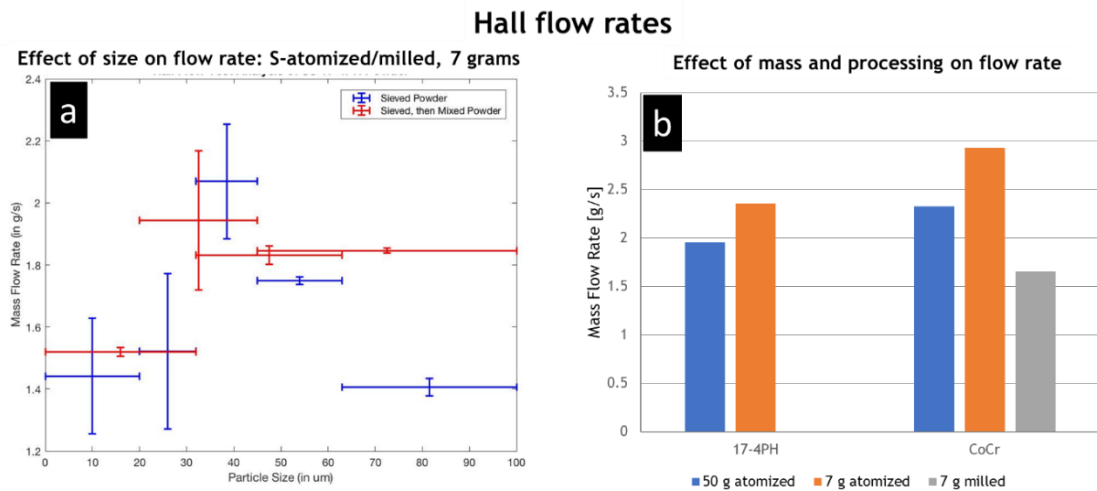 Hall flow rates
Effect of size on flow rate: S-atomized/milled, 7 grams
a
Sieved Powder
Sieved, then Mixed Powder
2.4
2.2
2
1.8
1.6
1.4
1.2
Mass Flow Rate (in g/s)
0 10 20 30 40 50 60 70 80 90 100
Particle Size (in um)
Effect of mass and processing on flow rate
b
3.5
3
2.5
2
1.5
1
0.5
0
Mass Flow Rate [g/s]
17-4PH CoCr
50 g atomized 7 g atomized 7 g milled